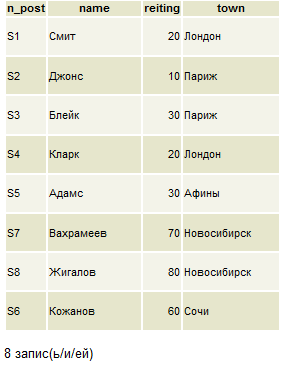 n_post name reiting town
S1 Смит 20 Лондон
S2 Джонс 10 Париж
S3 Блейк 30 Париж
S4 Кларк 20 Лондон
S5 Адамс 30 Афины
S7 Вахрамеев 70 Новосибирск
S8 Жигалов 80 Новосибирск
S6 Кожанов 60 Сочи
8 запис(ь/и/ей)